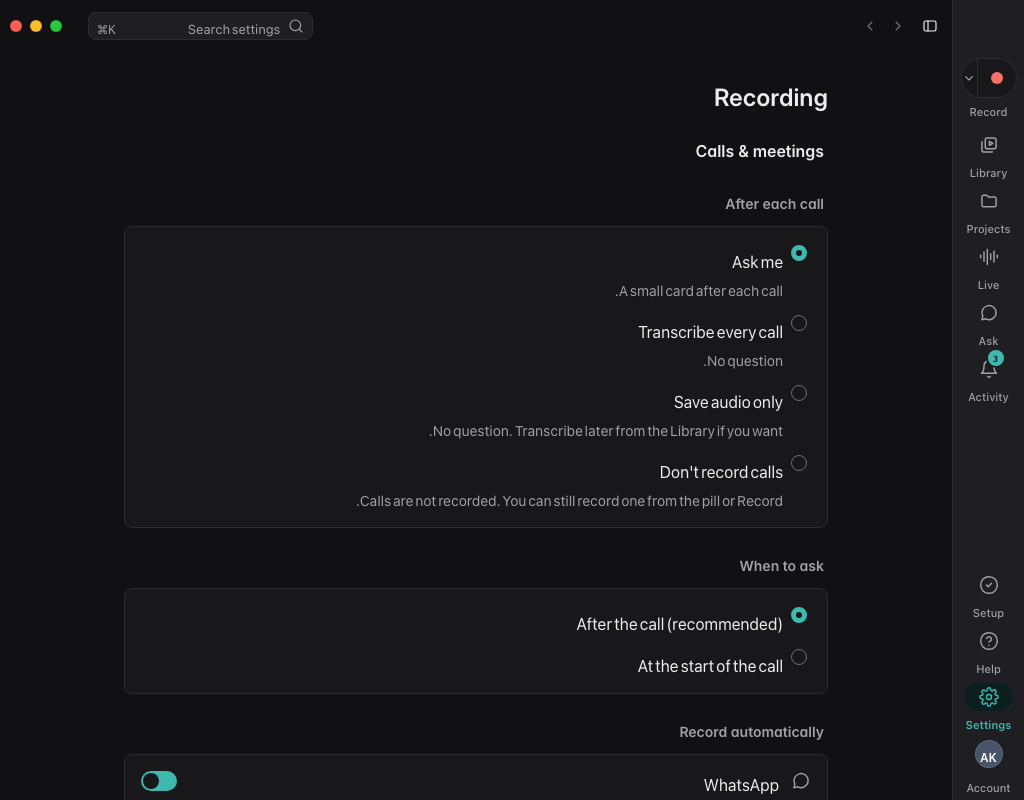 ⌘K
Search settings
Recording
Calls & meetings
After each call
Ask me
.A small card after each call
Transcribe every call
.No question
Save audio only
.No question. Transcribe later from the Library if you want
Don't record calls
.Calls are not recorded. You can still record one from the pill or Record
When to ask
After the call (recommended)
At the start of the call
Record automatically
WhatsApp
Record
Library
Projects
Live
Ask
3
Activity
Setup
Help
Settings
AK
Account